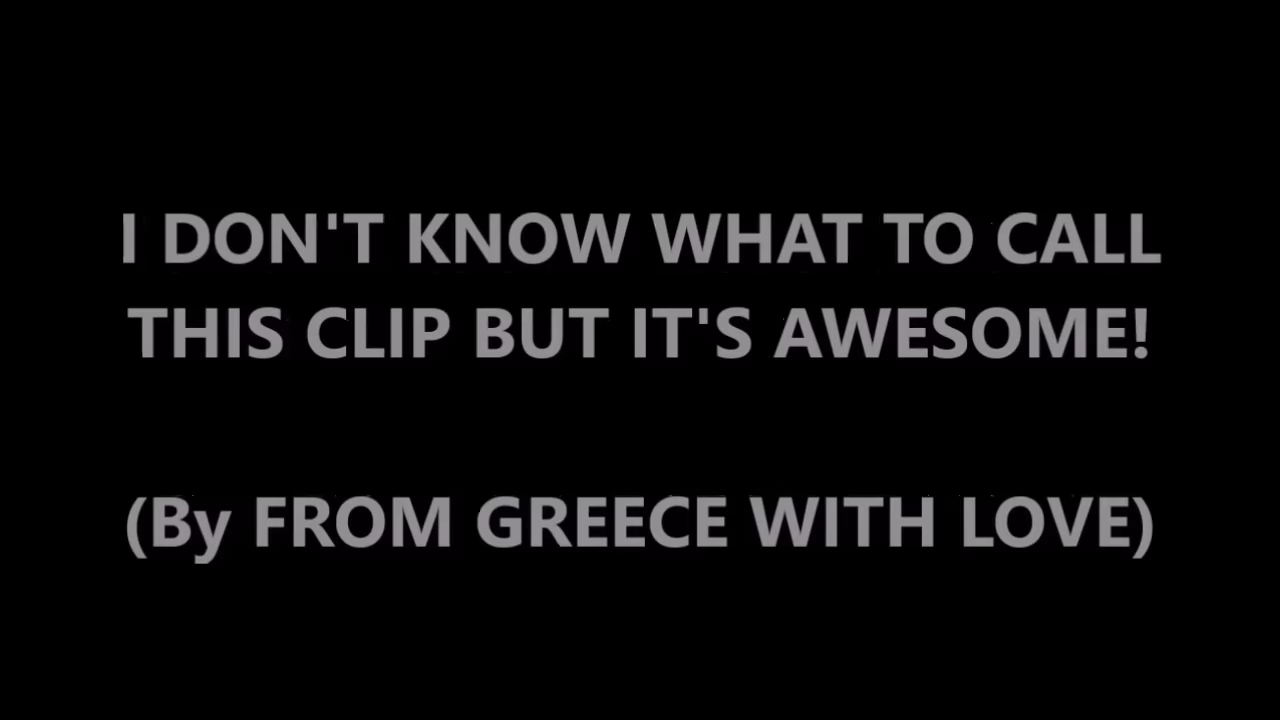 I DON'T KNOW WHAT TO CALL
THIS CLIP BUT IT'S AWESOME!
(By FROM GREECE WITH LOVE)